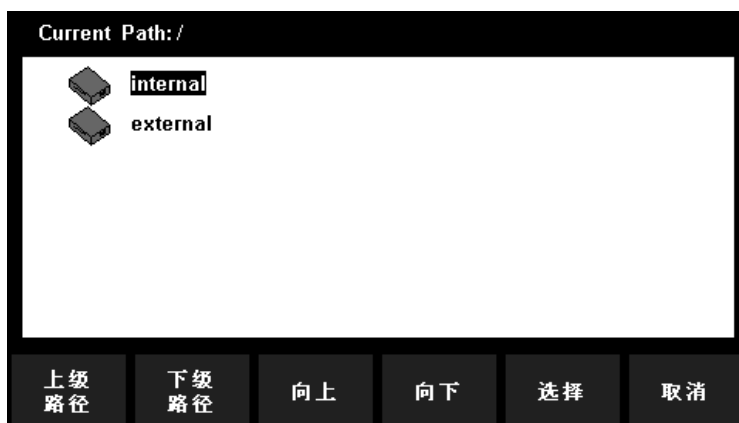 Current Path: /
internal
external
上级
路径
下级
路径
向上
向下
选择
取消